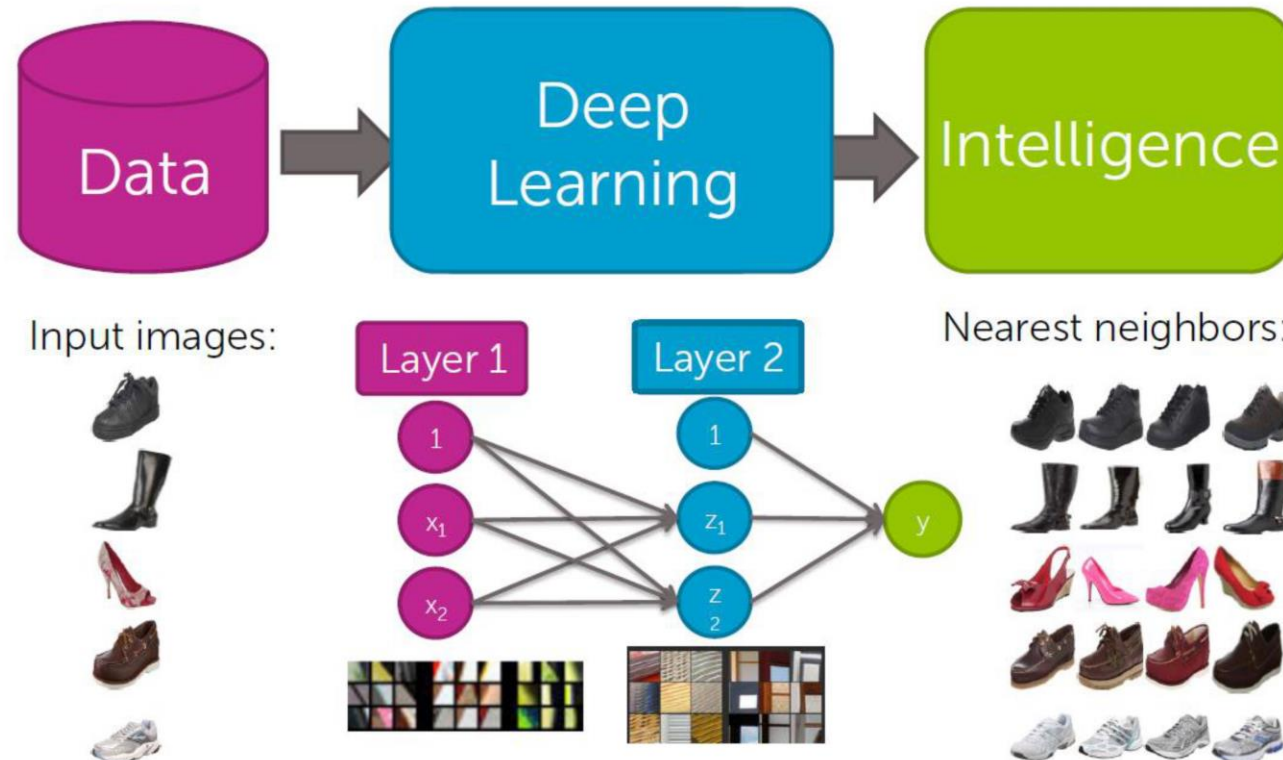 Data
Deep
Learning
Intelligence
Input images:
Nearest neighbors:
Layer 1
Layer 2
1
1
x₁
z₁
y
x₂
z
2